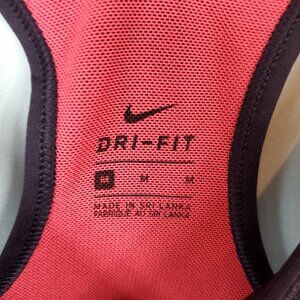 DRI-FIT
M M M
MADE IN SRI LANKA
FABRIQUÉ AU SRI LANKA